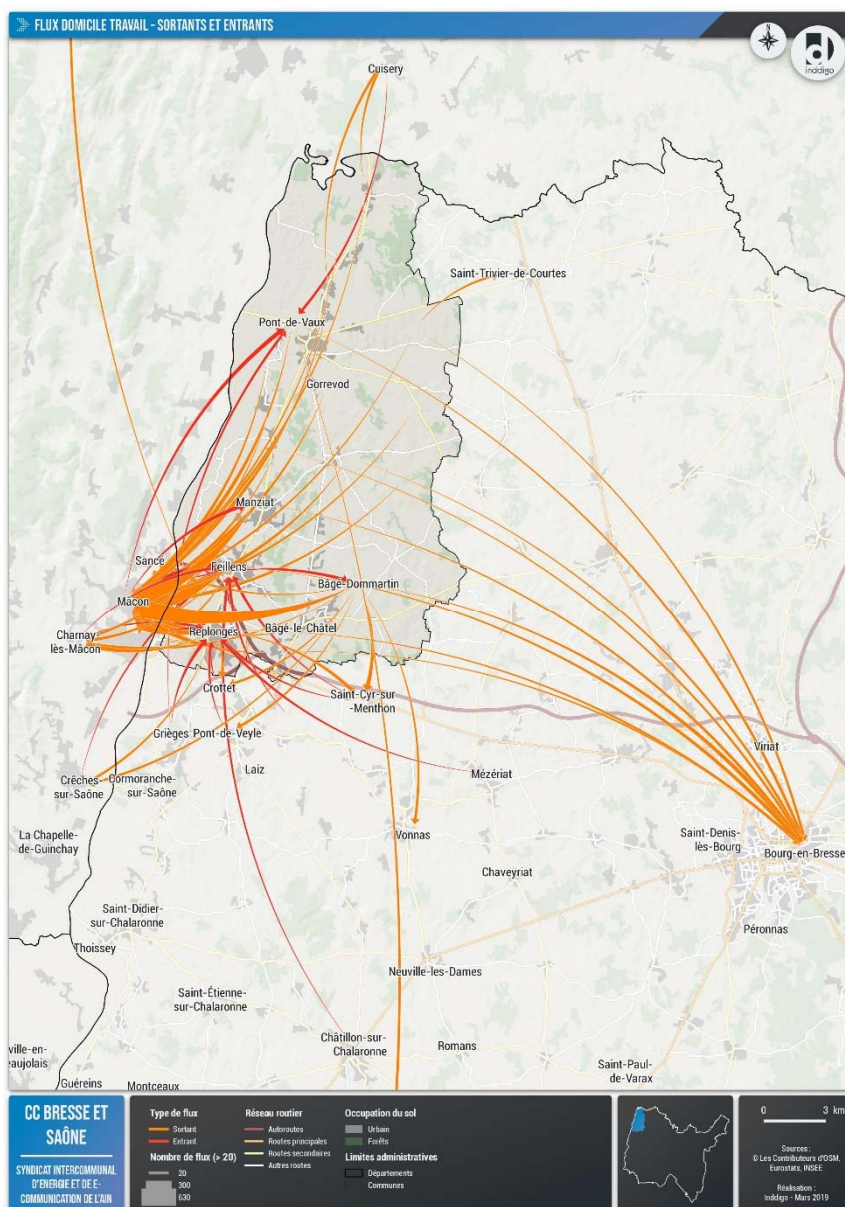 FLUX DOMICILE TRAVAIL - SORTANTS ET ENTRANTS
inddigo
Cuisery
Saint-Trivier-de-Courtes
Pont-de-Vaux
Gorrevod
Manziat
Sancé
Feillens
Bâgé-Dommartin
Mâcon
Replonges
Bâgé-le-Châtel
Charnay
lès-Mâcon
Crottet
Saint-Cyr-sur
-Menthon
Grièges
Pont-de-Veyle
Viriat
Laiz
Mézériat
Crêches-
sur-Saône
Cormoranche-
sur-Saône
La Chapelle-
de-Guinchay
Vonnas
Saint-Denis-
lès-Bourg
Bourg-en-Bresse
Chaveyriat
Saint-Didier
-sur-Chalaronne
Péronnas
Thoissey
Neuville-les-Dames
Saint-Étienne
-sur-Chalaronne
Châtillon-sur-
Chalaronne
Romans
ville-en-
eaujolais
Saint-Paul-
de-Varax
Guéreins
Montceaux
CC BRESSE ET
SAÔNE
SYNDICAT INTERCOMMUNAL
D'ENERGIE ET DE E-
COMMUNICATION DE L'AIN
Type de flux
Sortant
Entrant
Nombre de flux (> 20)
20
300
630
Réseau routier
Autoroutes
Routes principales
Routes secondaires
Autres routes
Occupation du sol
Urbain
Forêts
Limites administratives
Départements
Communes
0 3 km
Sources :
© Les Contributeurs d'OSM,
Eurostats, INSEE
Réalisation :
Inddigo - Mars 2019